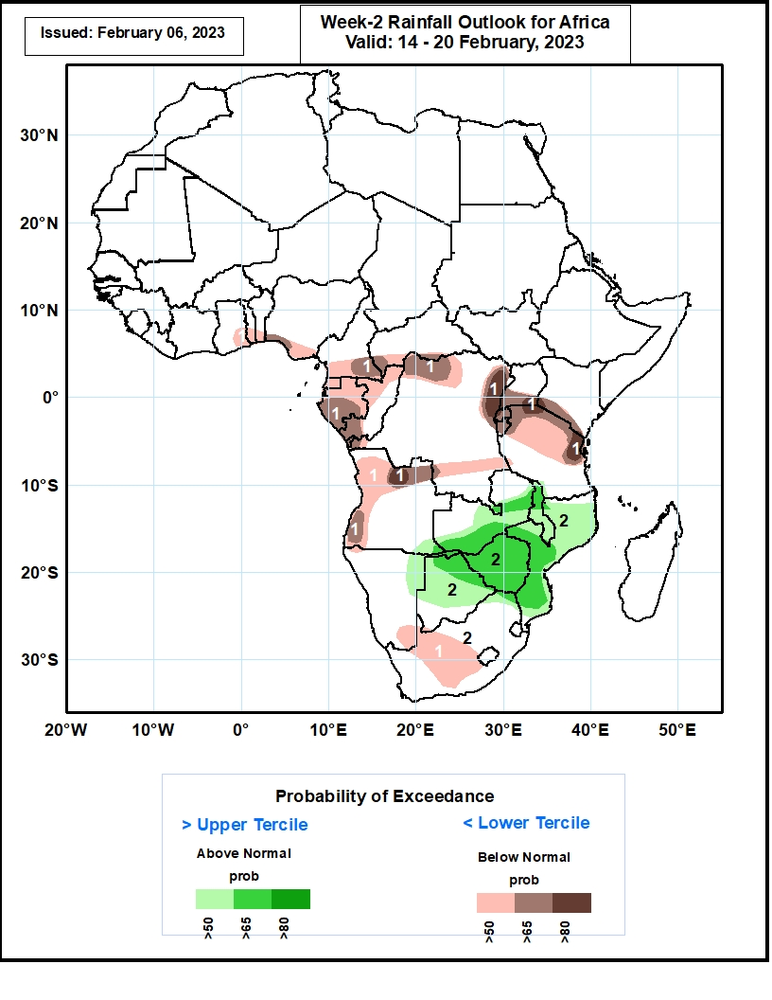 Issued: February 06, 2023
Week-2 Rainfall Outlook for Africa
Valid: 14 - 20 February, 2023
30°N
20°N
10°N
0°
10°S
20°S
30°S
1
1
1
1
1
1
1
1
1
2
2
2
2
1
20°W
10°W
0°
10°E
20°E
30°E
40°E
50°E
Probability of Exceedance
> Upper Tercile
< Lower Tercile
Above Normal
Below Normal
prob
prob
>50
>65
>80
>50
>65
>80